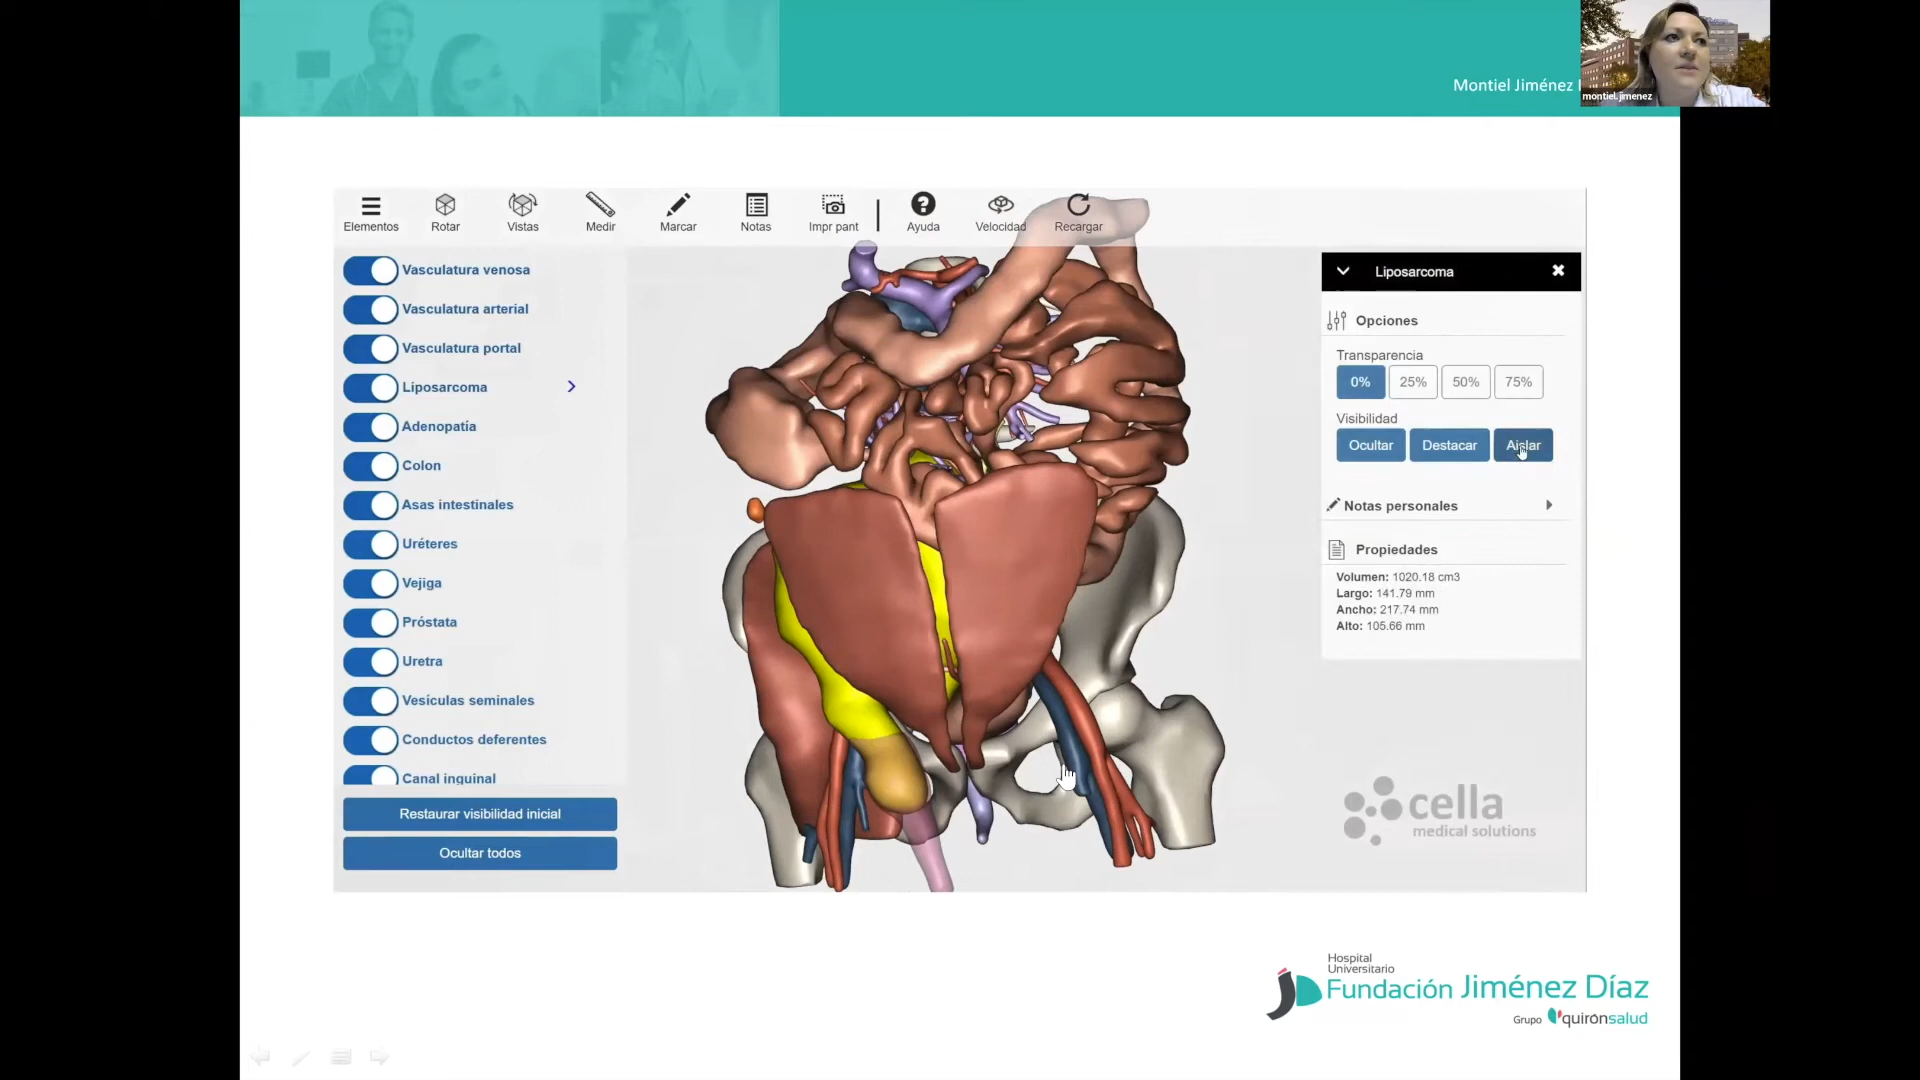 Montiel Jiménez
montiel.jimenez
Elementos
Rotar
Vistas
Medir
Marcar
Notas
Impr pant
Ayuda
Velocidad
Recargar
Vasculatura venosa
Vasculatura arterial
Vasculatura portal
Liposarcoma
Adenopatía
Colon
Asas intestinales
Uréteres
Vejiga
Próstata
Uretra
Vesículas seminales
Conductos deferentes
Canal inguinal
Restaurar visibilidad inicial
Ocultar todos
Liposarcoma
Opciones
Transparencia
0% 25% 50% 75%
Visibilidad
Ocultar Destacar Aislar
Notas personales
Propiedades
Volumen: 1020.18 cm3
Largo: 141.79 mm
Ancho: 217.74 mm
Alto: 105.66 mm
cella
medical solutions
Hospital
Universitario
Fundación Jiménez Díaz
Grupo quirónsalud